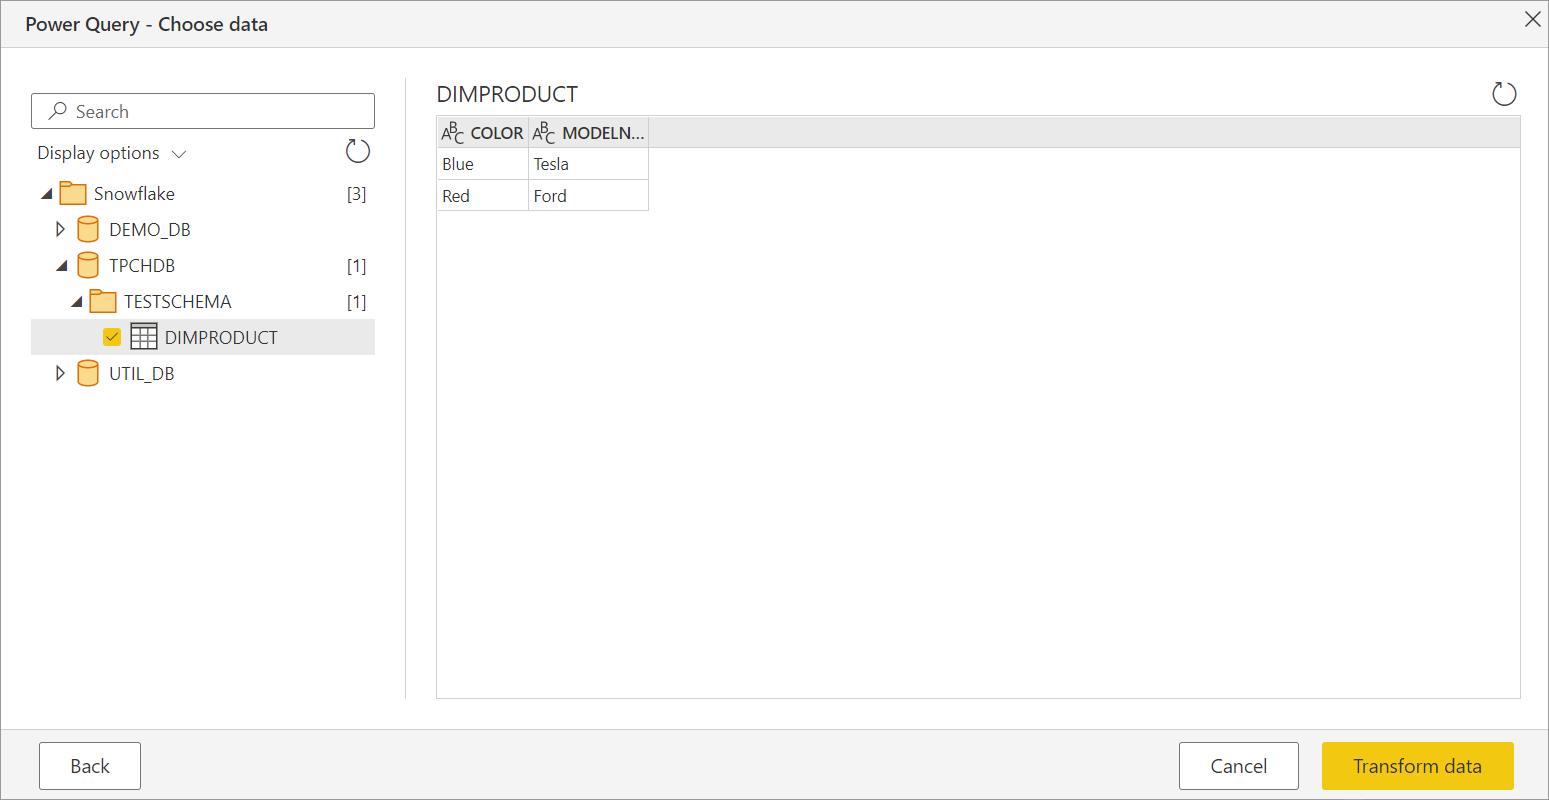 Power Query - Choose data
Search
Display options
Snowflake [3]
DEMO_DB
TPCHDB [1]
TESTSCHEMA [1]
DIMPRODUCT
UTIL_DB
DIMPRODUCT
ABC COLOR ABC MODELN...
Blue Tesla
Red Ford
Back
Cancel
Transform data